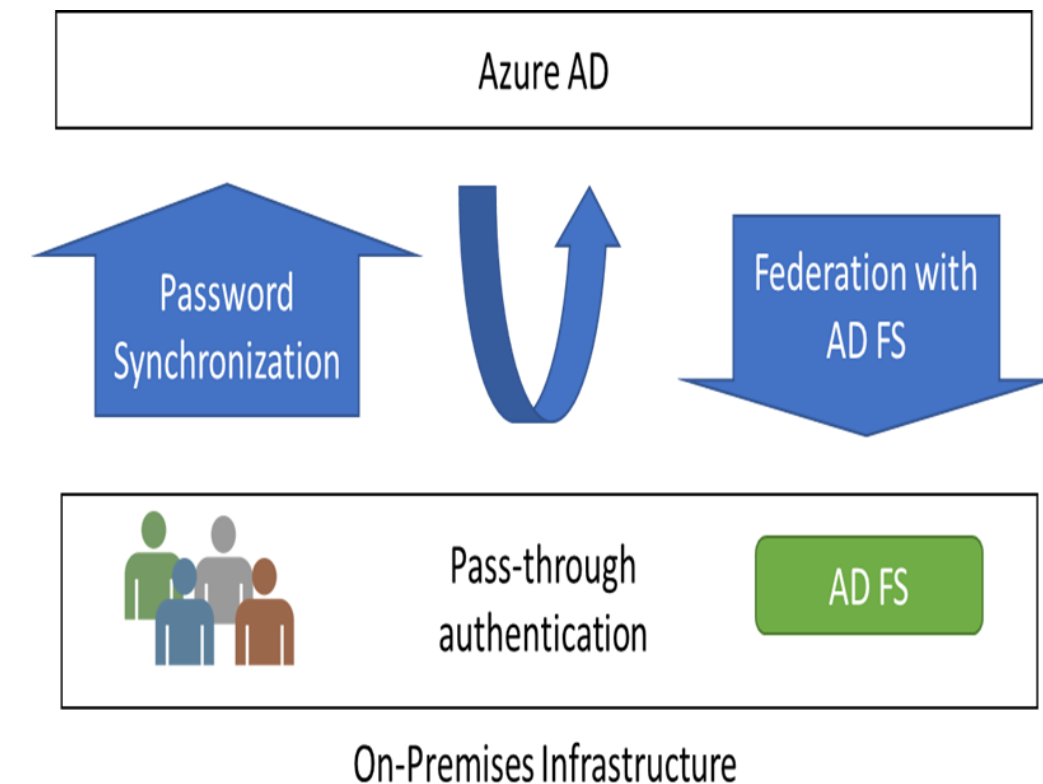 Azure AD
Password
Synchronization
Federation with
AD FS
Pass-through
authentication
AD FS
On-Premises Infrastructure